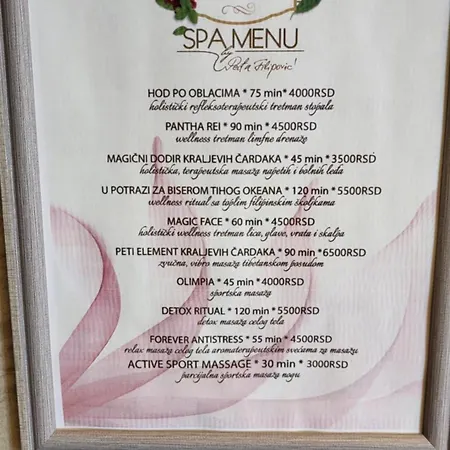 SPA MENU
by Perla Filipović
HOD PO OBLACIMA * 75 min* 4000RSD
holistički refleksoterapeutski tretman stopala
PANTHA REI * 90 min* 4500RSD
wellness tretman limfne drenaže
MAGIČNI DODIR KRALJEVIH ČARDAKA * 45 min *3500RSD
holistička, terapeutska masaža napetih i bolnih leđa
U POTRAZI ZA BISEROM TIHOG OKEANA * 120 min *5500RSD
wellness ritual sa toplim filipinskim školjkama
MAGIC FACE * 60 min * 4500RSD
holistički wellness tretman lica, glave, vrata i skalpa
PETI ELEMENT KRALJEVIH ČARDAKA * 90 min *6500RSD
zvučna, vibro masaža tibetanskom posudom
OLIMPIA * 45 min *4000RSD
sportska masaža
DETOX RITUAL * 120 min *5500RSD
detox masaža celog tela
FOREVER ANTISTRESS * 55 min * 4500RSD
relax masaža celog tela aromaterapeutskim svećama za masažu
ACTIVE SPORT MASSAGE * 30 min * 3000RSD
parcijalna sportska masaža nogu